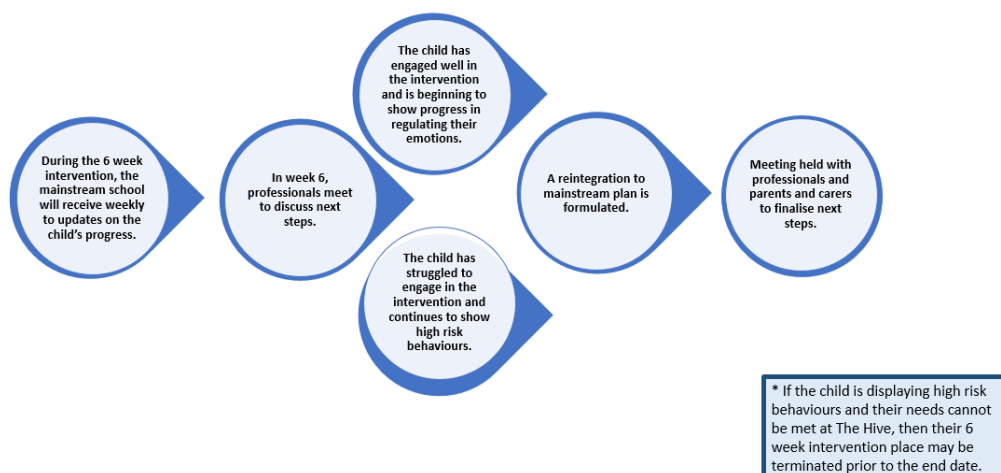 During the 6 week
intervention, the
mainstream school
will receive weekly
to updates on the
child's progress.
In week 6,
professionals meet
to discuss next
steps.
The child has
engaged well in
the intervention
and is beginning to
show progress in
regulating their
emotions.
The child has
struggled to
engage in the
intervention and
continues to show
high risk
behaviours.
A reintegration to
mainstream plan is
formulated.
Meeting held with
professionals and
parents and carers
to finalise next
steps.
* If the child is displaying high risk
behaviours and their needs cannot
be met at The Hive, then their 6
week intervention place may be
terminated prior to the end date.